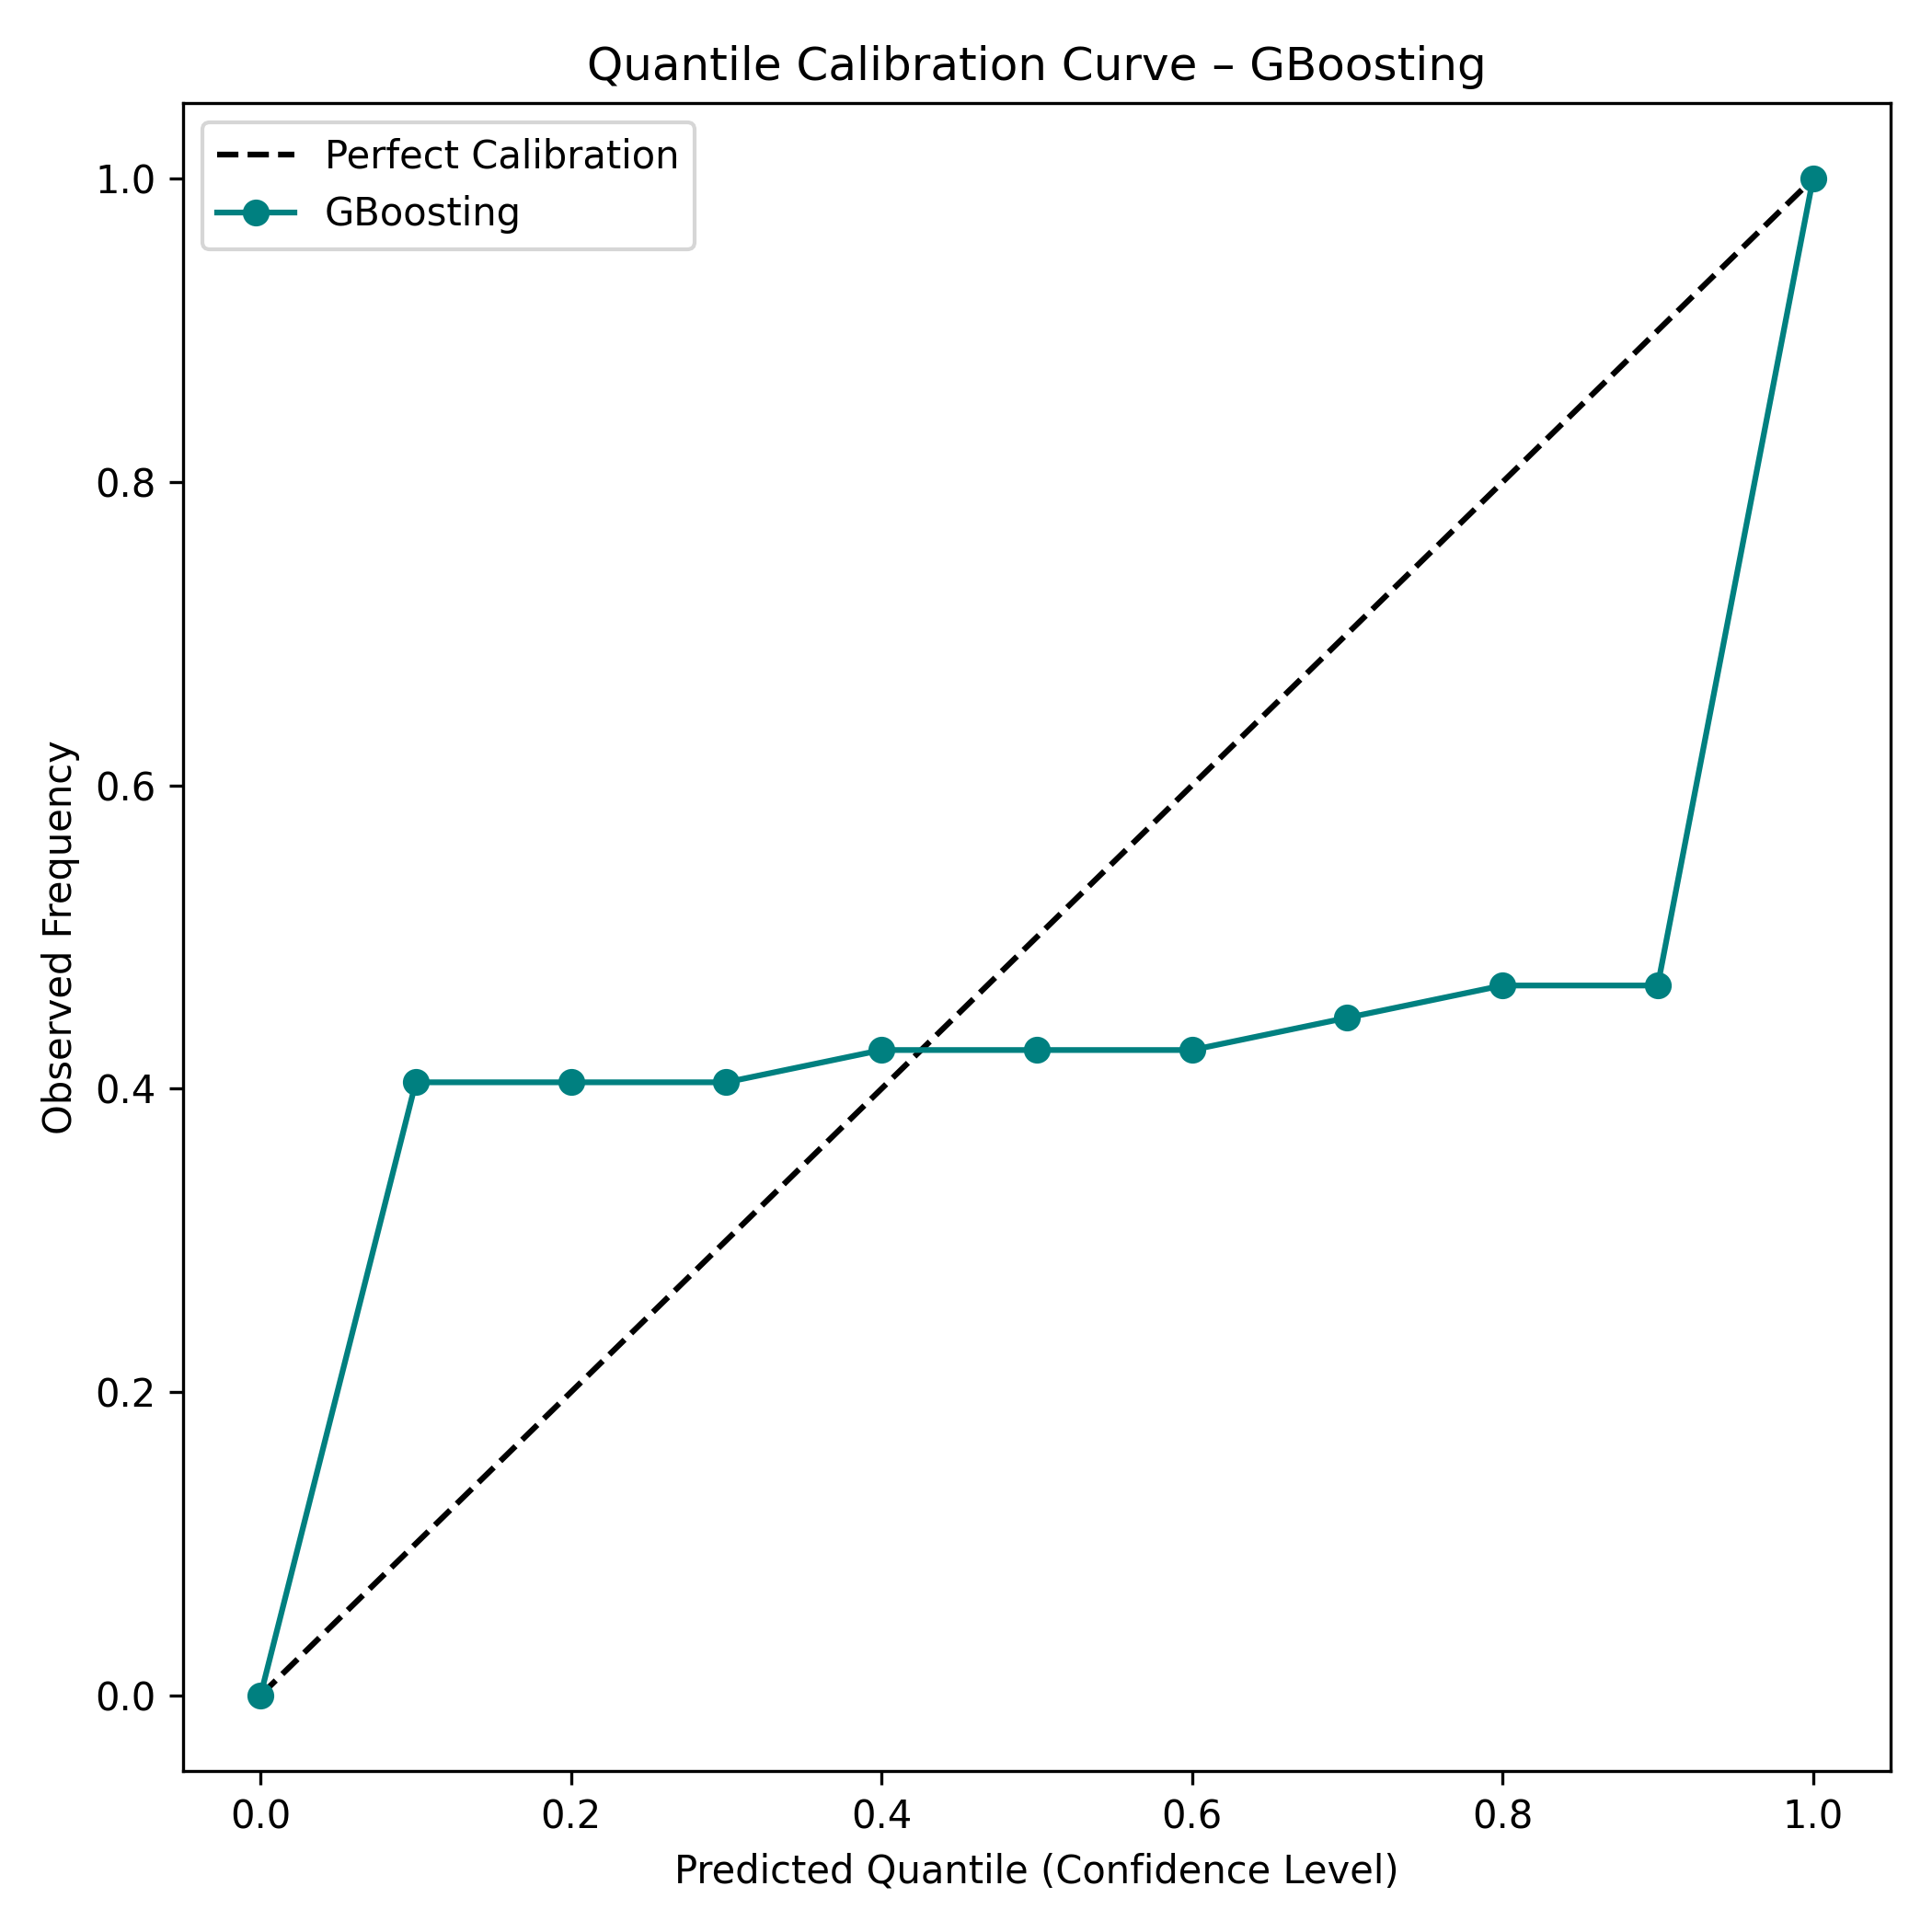 Quantile Calibration Curve – GBoosting
Perfect Calibration
GBoosting
1.0
0.8
0.6
0.4
0.2
0.0
Observed Frequency
0.0 0.2 0.4 0.6 0.8 1.0
Predicted Quantile (Confidence Level)